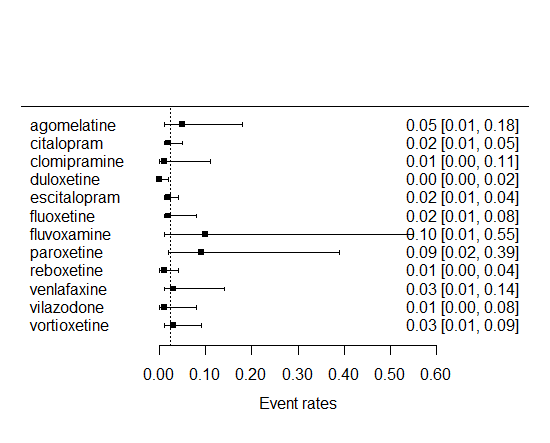 agomelatine 0.05 [0.01, 0.18]
citalopram 0.02 [0.01, 0.05]
clomipramine 0.01 [0.00, 0.11]
duloxetine 0.00 [0.00, 0.02]
escitalopram 0.02 [0.01, 0.04]
fluoxetine 0.02 [0.01, 0.08]
fluvoxamine 0.10 [0.01, 0.55]
paroxetine 0.09 [0.02, 0.39]
reboxetine 0.01 [0.00, 0.04]
venlafaxine 0.03 [0.01, 0.14]
vilazodone 0.01 [0.00, 0.08]
vortioxetine 0.03 [0.01, 0.09]
0.00 0.10 0.20 0.30 0.40 0.50 0.60
Event rates